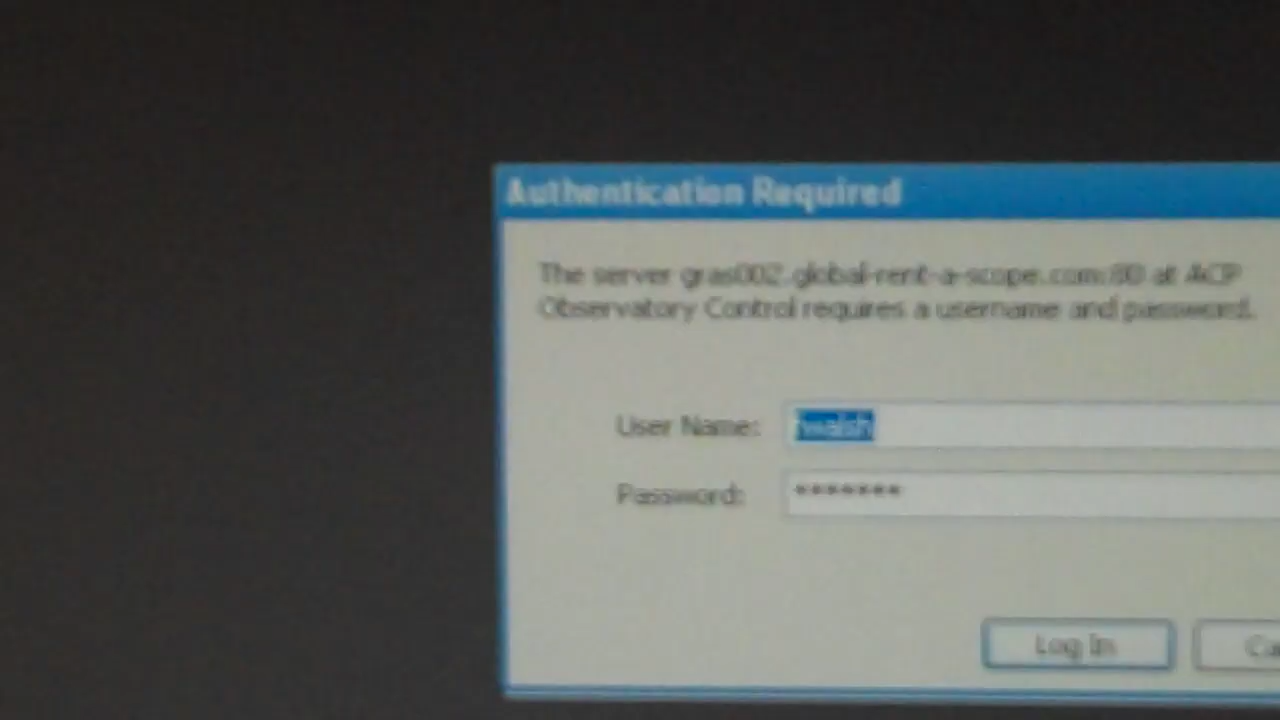 Authentication Required
The server gras002.global-rent-a-scope.com:80 at ACP
Observatory Control requires a username and password.
User Name:
Password: *******
Log In